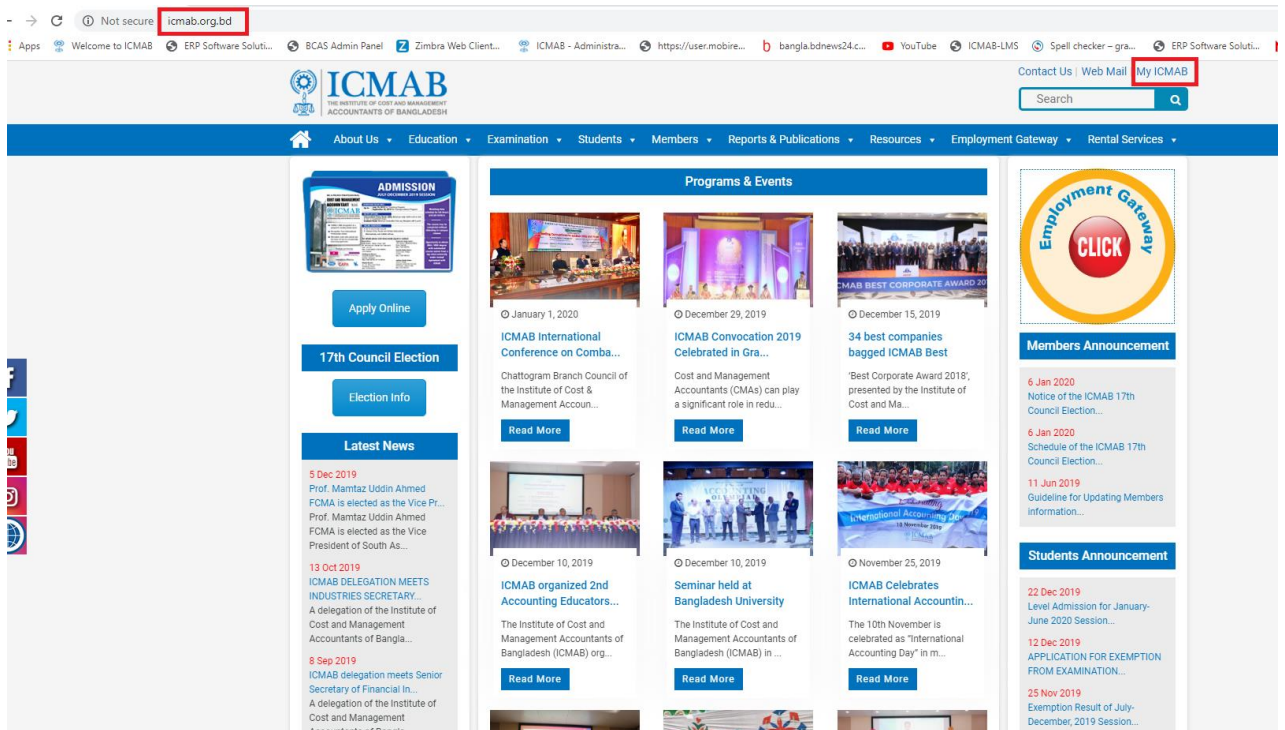 Not secure icmab.org.bd
Apps Welcome to ICMAB ERP Software Soluti... BCAS Admin Panel Zimbra Web Client... ICMAB - Administra... https://user.mobire... bangla.bdnews24.c... YouTube ICMAB-LMS Spell checker – gra... ERP Software Soluti...
ICMAB
THE INSTITUTE OF COST AND MANAGEMENT
ACCOUNTANTS OF BANGLADESH
Contact Us | Web Mail | My ICMAB
Search
About Us Education Examination Students Members Reports & Publications Resources Employment Gateway Rental Services
ADMISSION
ICMAB
Apply Online
17th Council Election
Election Info
Latest News
5 Dec 2019
Prof. Mamtaz Uddin Ahmed
FCMA is elected as the Vice Pr...
Prof. Mamtaz Uddin Ahmed
FCMA is elected as the Vice
President of South As...
13 Oct 2019
ICMAB DELEGATION MEETS
INDUSTRIES SECRETARY...
A delegation of the Institute of
Cost and Management
Accountants of Bangla...
8 Sep 2019
ICMAB delegation meets Senior
Secretary of Financial In...
A delegation of the Institute of
Cost and Management
Programs & Events
January 1, 2020
ICMAB International
Conference on Comba...
Chattogram Branch Council of
the Institute of Cost &
Management Accoun...
Read More
December 29, 2019
ICMAB Convocation 2019
Celebrated in Gra...
Cost and Management
Accountants (CMAs) can play
a significant role in redu...
Read More
CMAB BEST CORPORATE AWARD 20
December 15, 2019
34 best companies
bagged ICMAB Best
'Best Corporate Award 2018',
presented by the Institute of
Cost and Ma...
Read More
December 10, 2019
ICMAB organized 2nd
Accounting Educators...
The Institute of Cost and
Management Accountants of
Bangladesh (ICMAB) org...
Read More
ACCOUNTING
OLYMPIAD
December 10, 2019
Seminar held at
Bangladesh University
The Institute of Cost and
Management Accountants of
Bangladesh (ICMAB) in ...
Read More
International Accounting Day
10 November 2019
November 25, 2019
ICMAB Celebrates
International Accountin...
The 10th November is
celebrated as "International
Accounting Day" in m...
Read More
Employment Gateway
CLICK
Members Announcement
6 Jan 2020
Notice of the ICMAB 17th
Council Election...
6 Jan 2020
Schedule of the ICMAB 17th
Council Election...
11 Jun 2019
Guideline for Updating Members
information...
Students Announcement
22 Dec 2019
Level Admission for January-
June 2020 Session...
12 Dec 2019
APPLICATION FOR EXEMPTION
FROM EXAMINATION...
25 Nov 2019
Exemption Result of July-
December, 2019 Session...